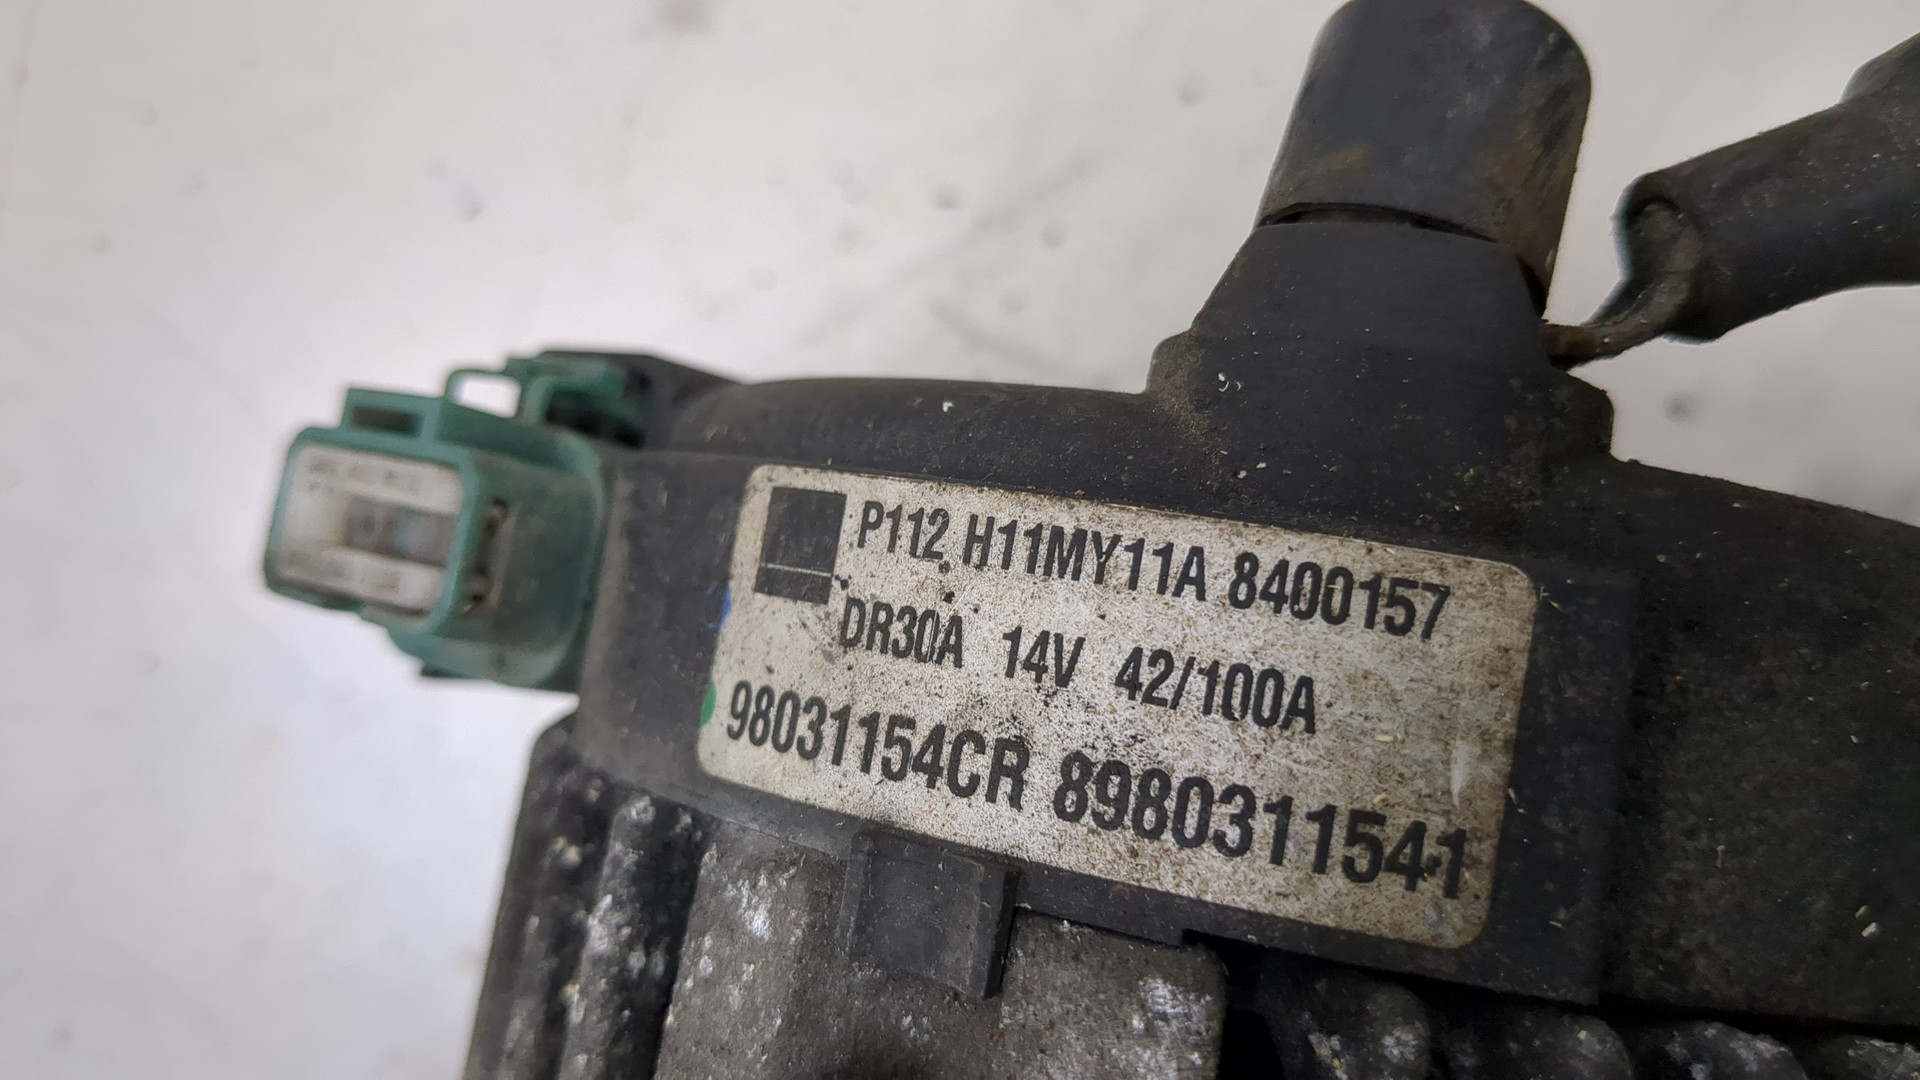 P112 H11MY11A 8400157
DR30A 14V 42/100A
98031154CR 8980311541